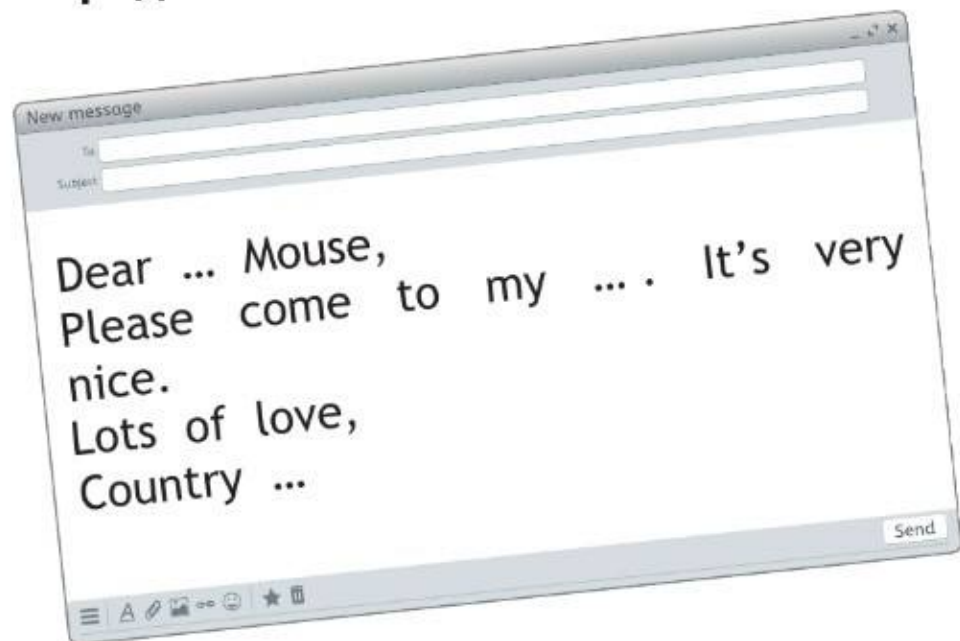 New message
To
Subject
Dear ... Mouse,
Please come to my ... . It's very
nice.
Lots of love,
Country ...
Send